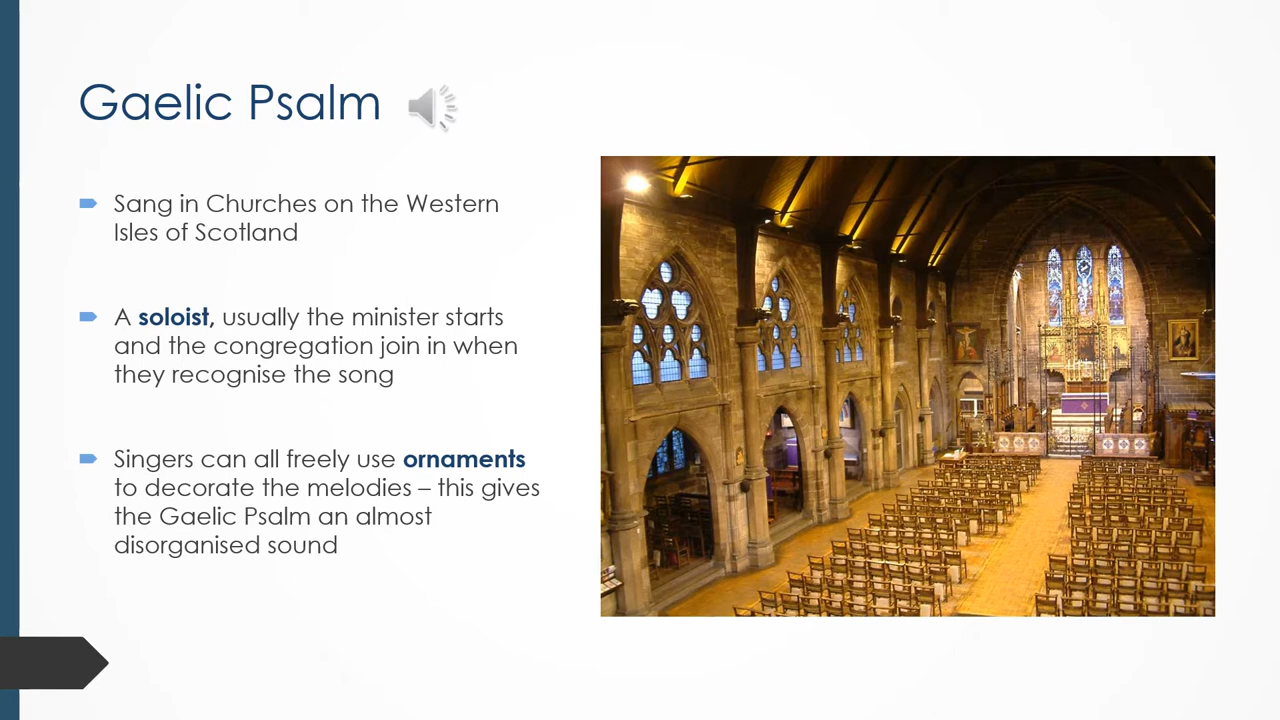 Gaelic Psalm
Sang in Churches on the Western
Isles of Scotland
A soloist, usually the minister starts
and the congregation join in when
they recognise the song
Singers can all freely use ornaments
to decorate the melodies – this gives
the Gaelic Psalm an almost
disorganised sound